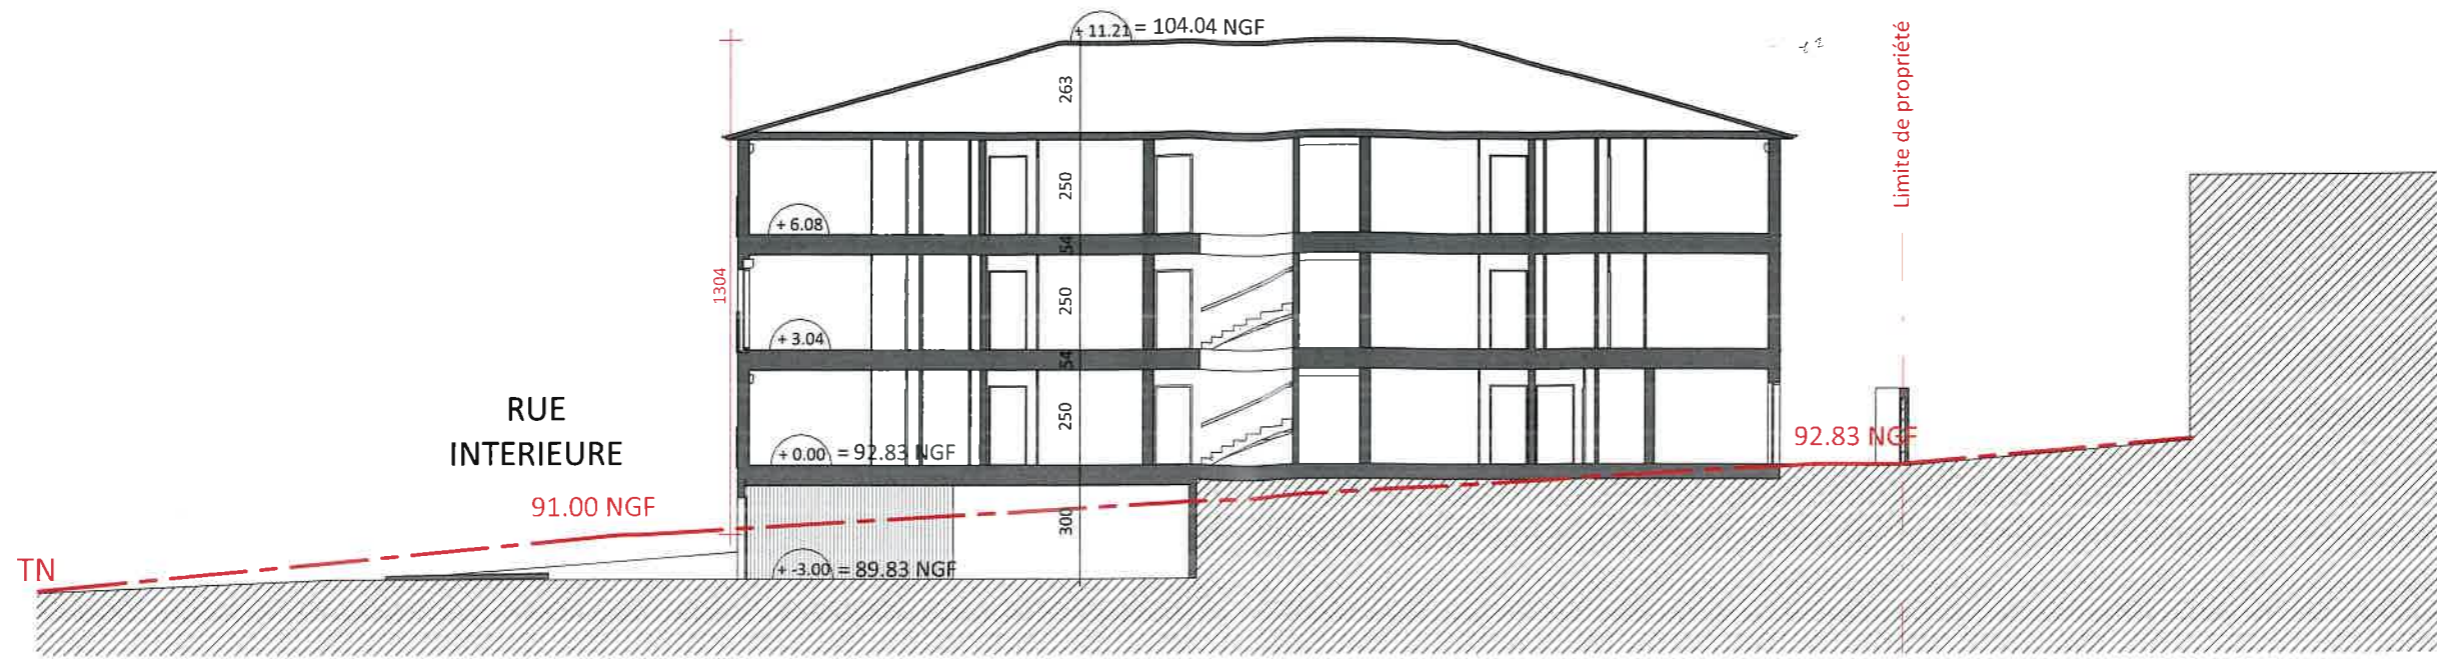 + 11.21 = 104.04 NGF
263
Limite de propriété
250
+ 6.08
54
1304
250
+ 3.04
54
RUE
INTERIEURE
250
+ 0.00 = 92.83 NGF
92.83 NGF
91.00 NGF
300
TN
+ -3.00 = 89.83 NGF